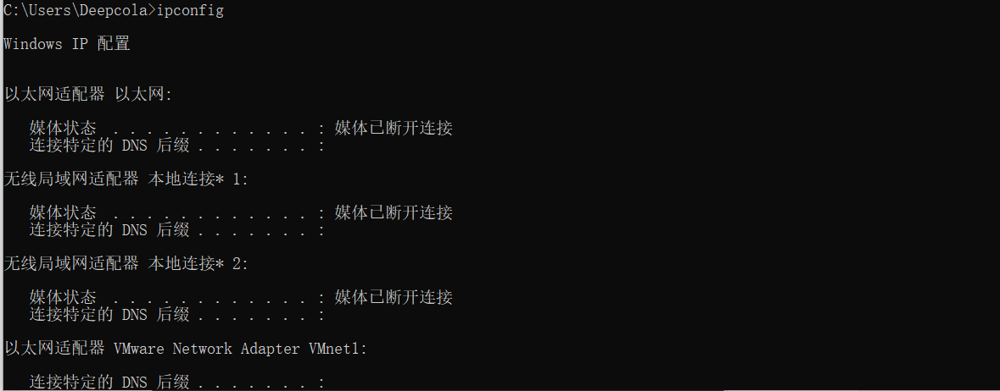 C:\Users\Deepcola>ipconfig
Windows IP 配置
以太网适配器 以太网:
媒体状态  . . . . . . . . . . . . : 媒体已断开连接
连接特定的 DNS 后缀 . . . . . . . :
无线局域网适配器 本地连接* 1:
媒体状态  . . . . . . . . . . . . : 媒体已断开连接
连接特定的 DNS 后缀 . . . . . . . :
无线局域网适配器 本地连接* 2:
媒体状态  . . . . . . . . . . . . : 媒体已断开连接
连接特定的 DNS 后缀 . . . . . . . :
以太网适配器 VMware Network Adapter VMnet1:
连接特定的 DNS 后缀 . . . . . . . :